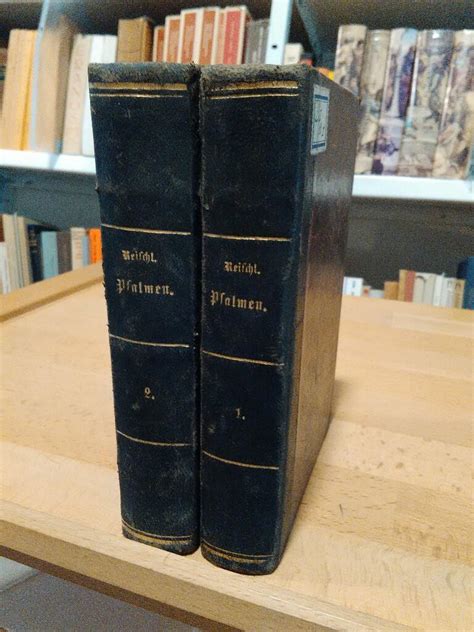 Reischl.
Psalmen.
2.
Reischl.
Psalmen.
1.